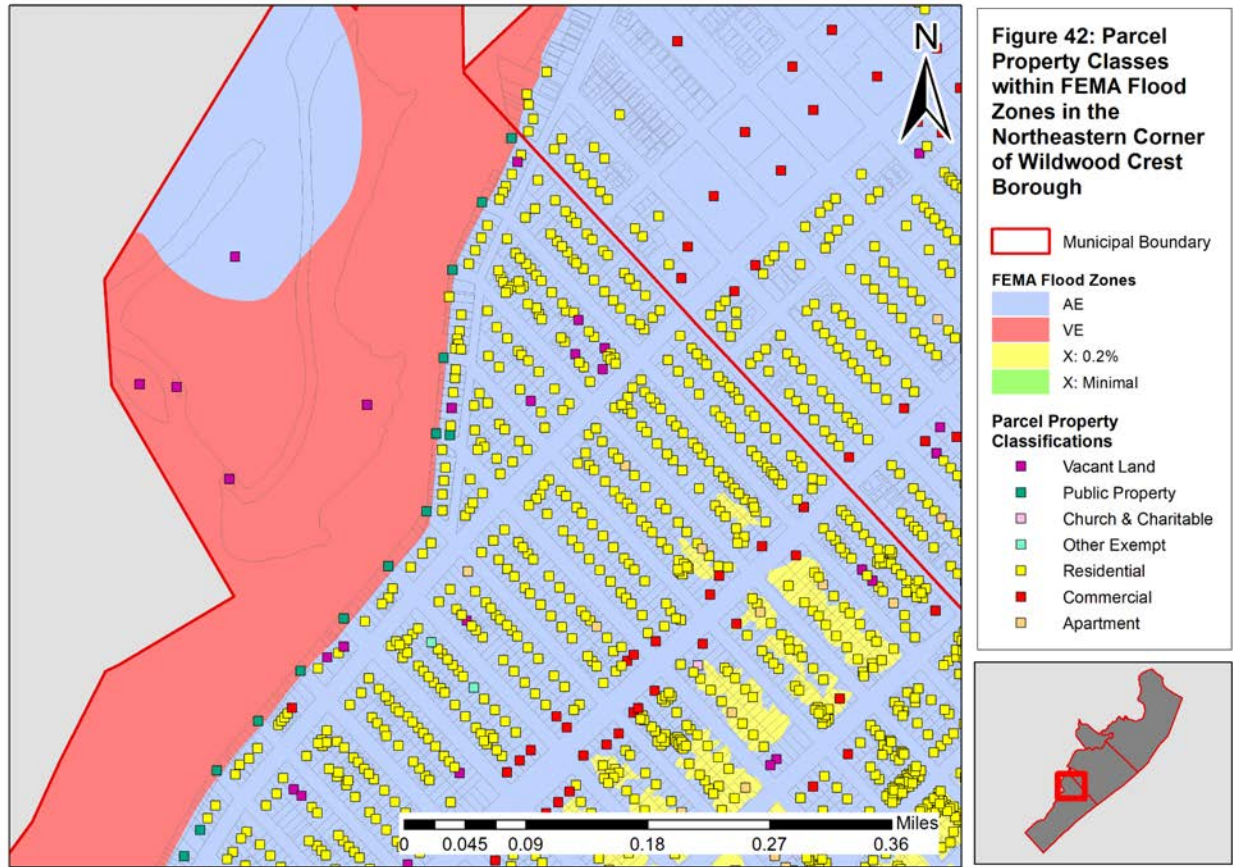 N
Figure 42: Parcel
Property Classes
within FEMA Flood
Zones in the
Northeastern Corner
of Wildwood Crest
Borough
Municipal Boundary
FEMA Flood Zones
AE
VE
X: 0.2%
X: Minimal
Parcel Property
Classifications
Vacant Land
Public Property
Church & Charitable
Other Exempt
Residential
Commercial
Apartment
Miles
0 0.045 0.09 0.18 0.27 0.36